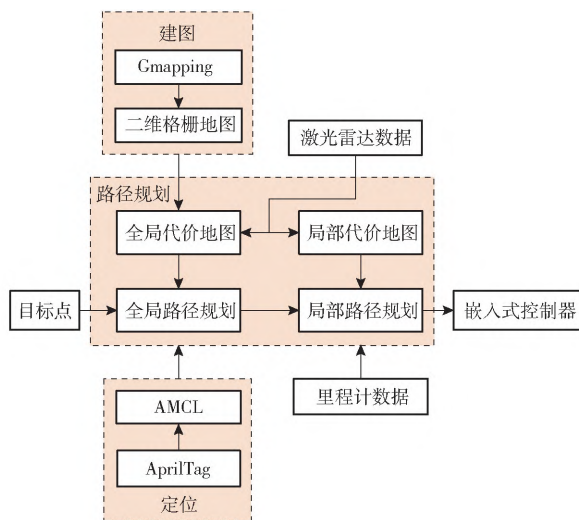 建图
Gmapping
二维格栅地图
激光雷达数据
路径规划
全局代价地图
局部代价地图
目标点
全局路径规划
局部路径规划
嵌入式控制器
AMCL
里程计数据
AprilTag
定位